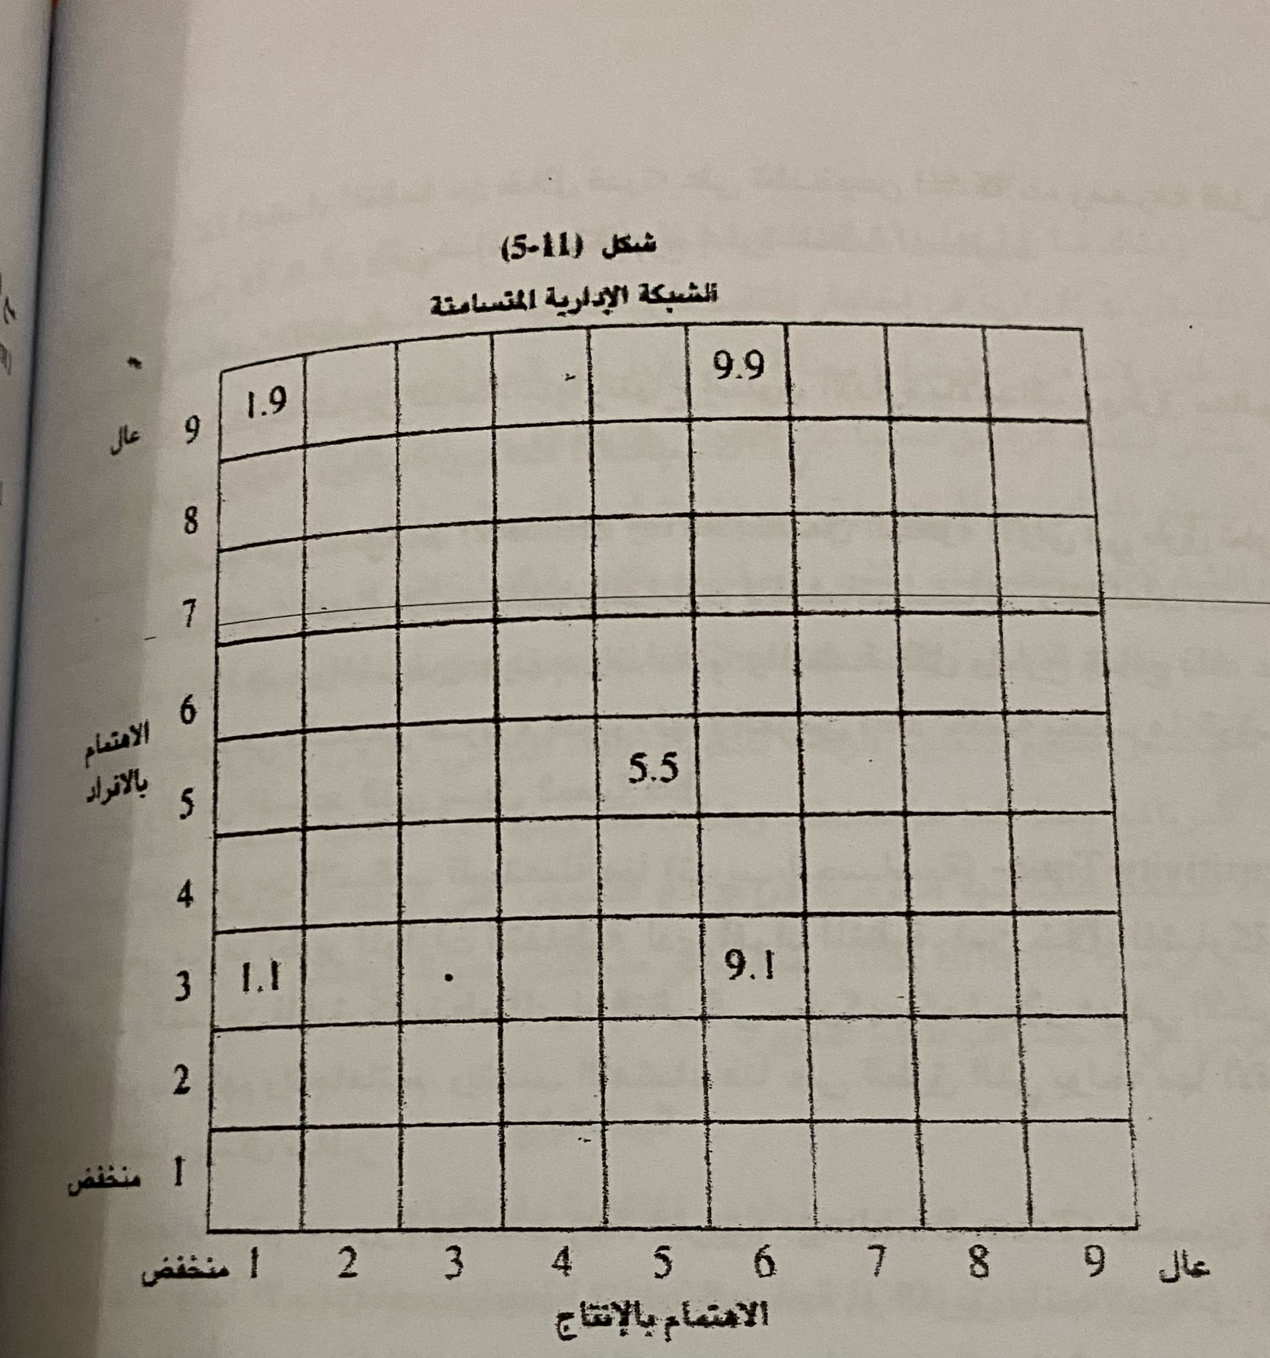 شكل (11-5)
الشبكة الإدارية المتسامتة
عال 9 1.9 9.9
8
7
6
الاهتمام
بالافراد
5 5.5
4
3 1.1 9.1
2
منخفض 1
منخفض 1 2 3 4 5 6 7 8 9 عال
الاهتمام بالإنتاج